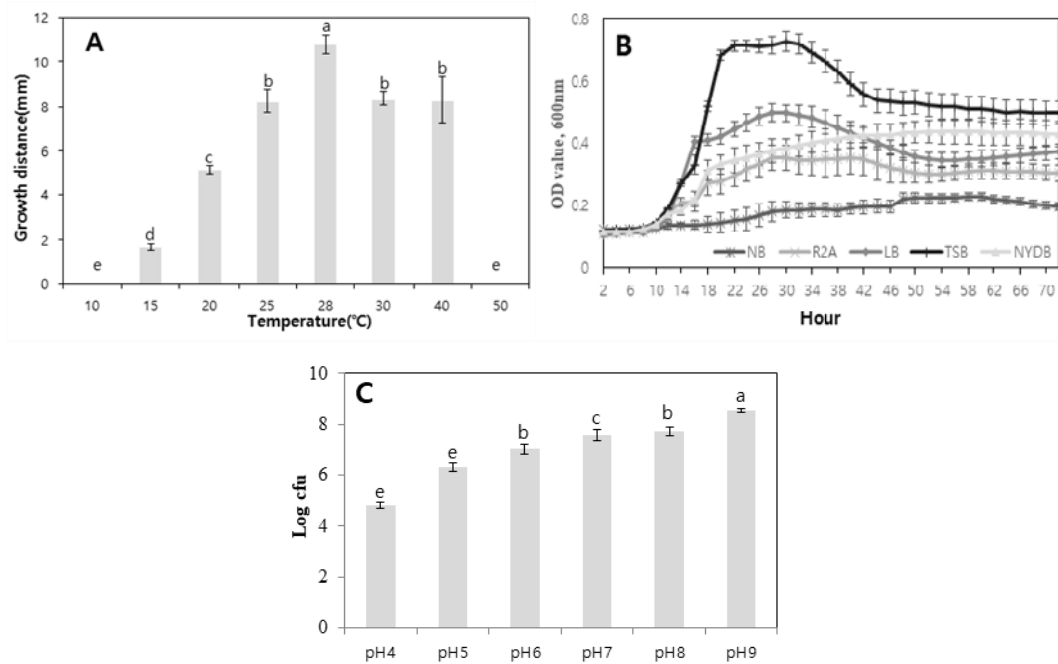 A
Growth distance(mm)
12
10
8
6
4
2
0
e
d
c
b
a
b
b
e
10 15 20 25 28 30 40 50
Temperature(℃)
B
OD value, 600nm
0.8
0.6
0.4
0.2
0
NB R2A LB TSB NYDB
2 6 10 14 18 22 26 30 34 38 42 46 50 54 58 62 66 70
Hour
C
Log cfu
10
8
6
4
2
0
e
e
b
c
b
a
pH4 pH5 pH6 pH7 pH8 pH9